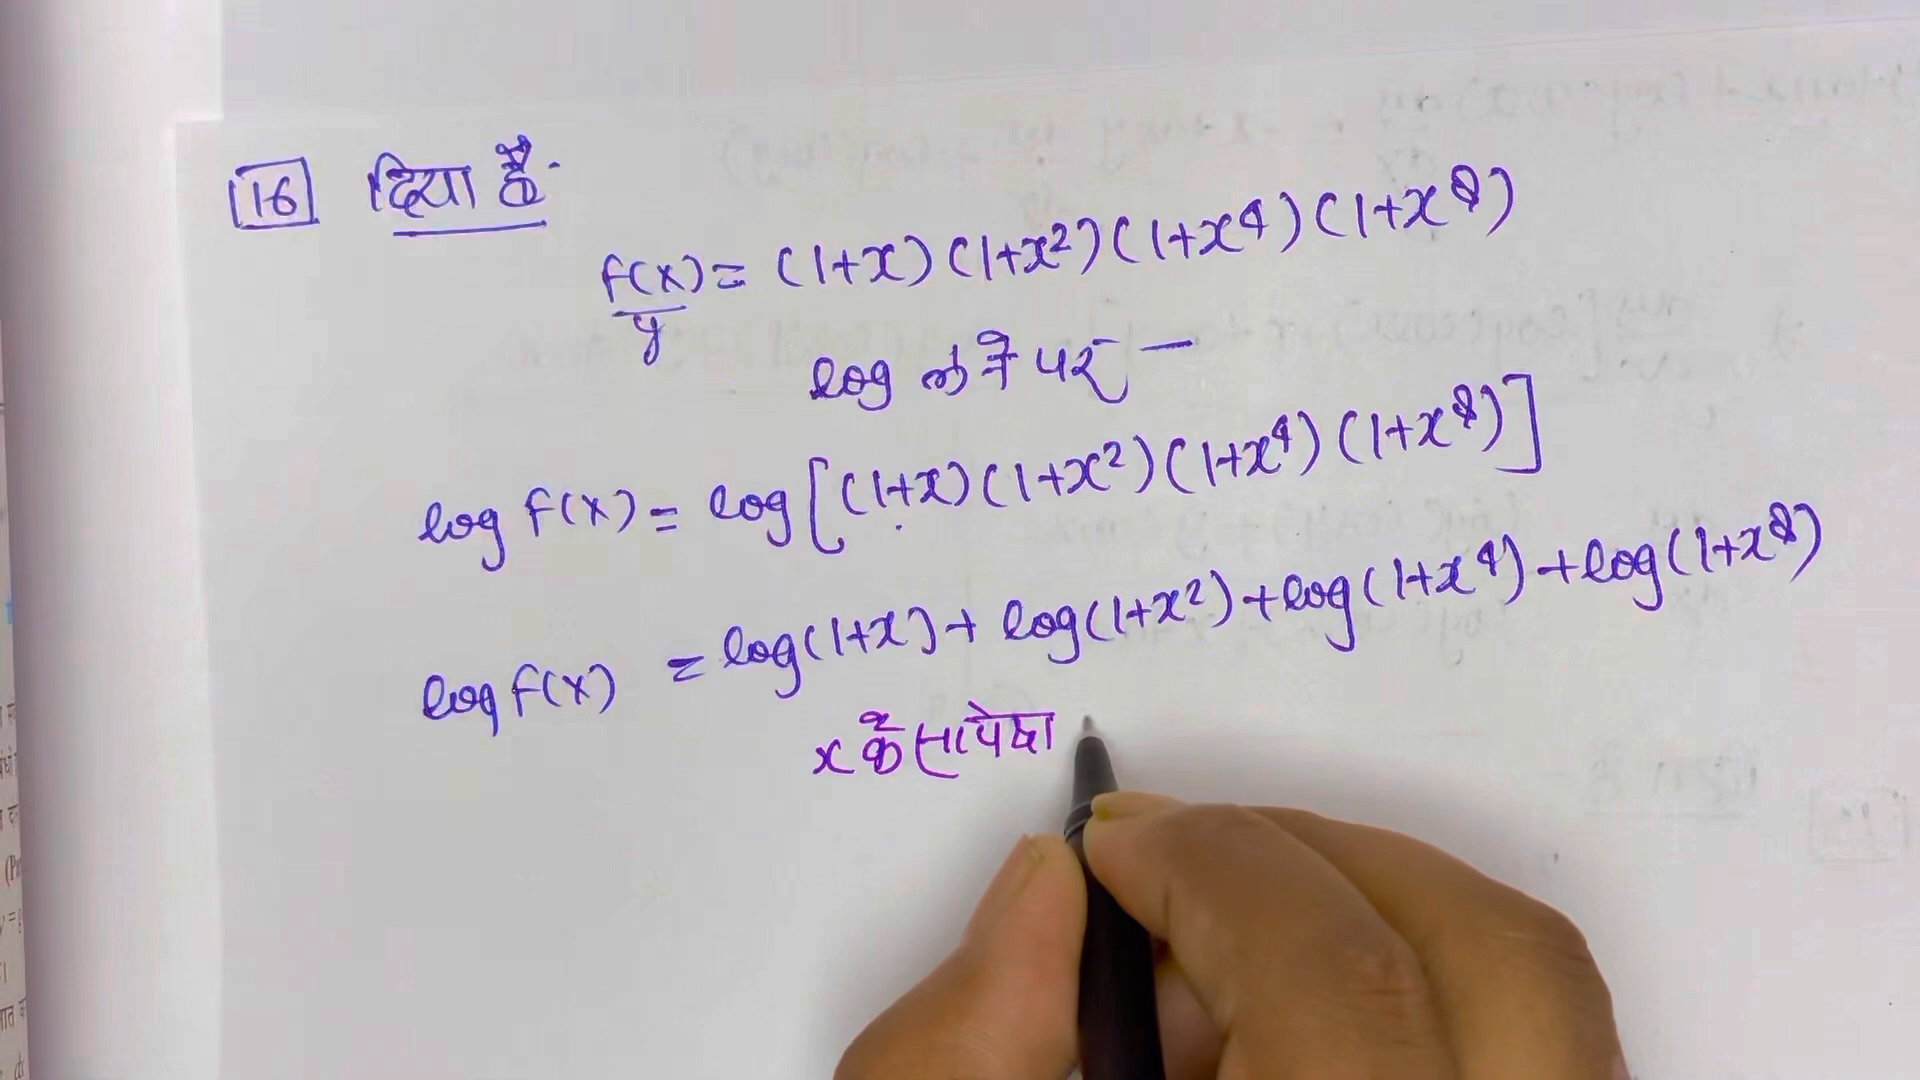 16 दिया है-
f(x) = (1+x)(1+x²)(1+x⁴)(1+x⁸)
y
log लेने पर —
log f(x) = log[(1+x)(1+x²)(1+x⁴)(1+x⁸)]
log f(x) = log(1+x)+ log(1+x²)+log(1+x⁴)+log(1+x⁸)
x के सापेक्ष